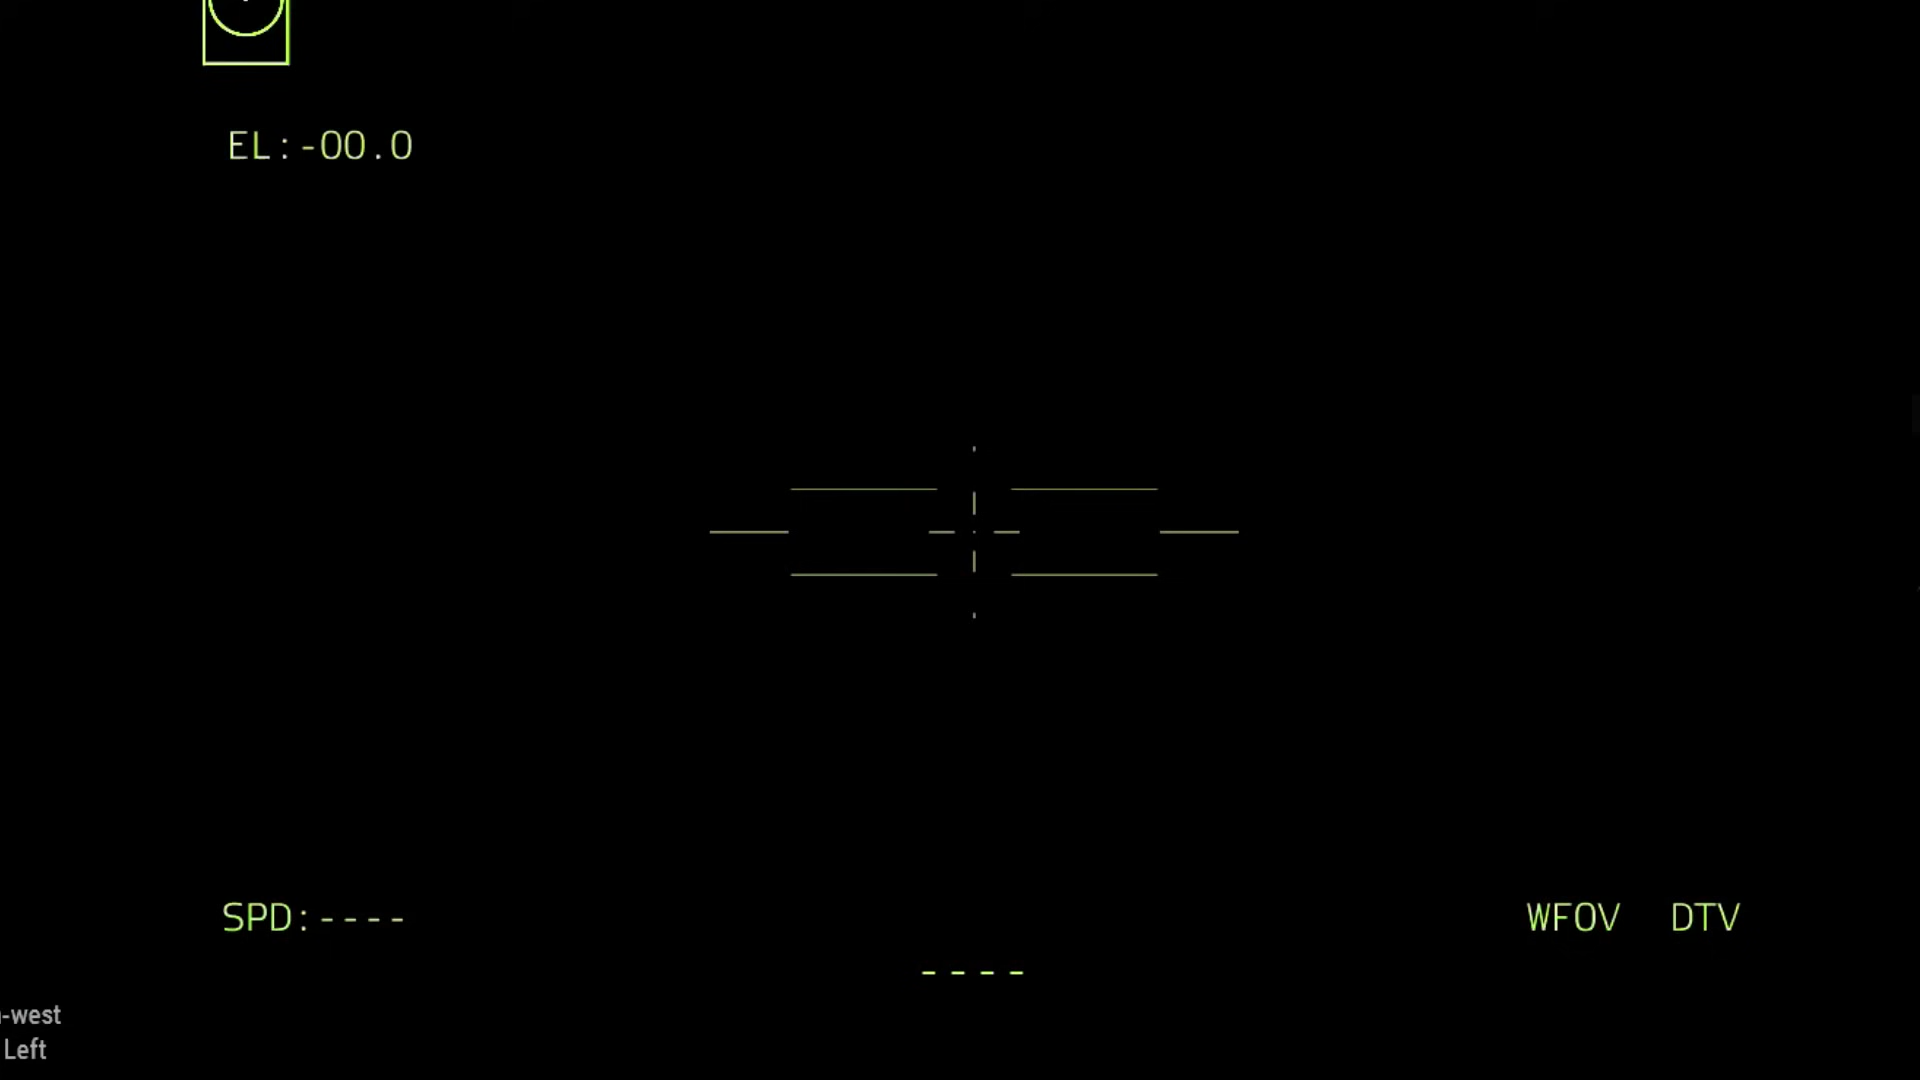 EL:-00.0
SPD:----
WFOV DTV
----
-west
Left